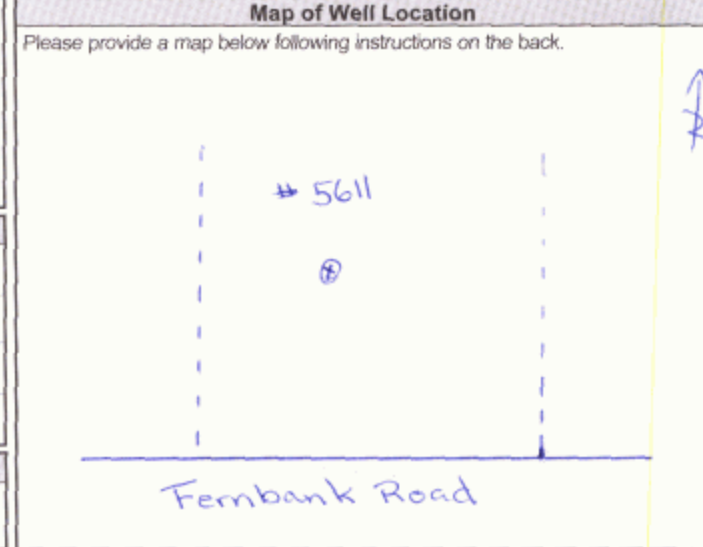 Map of Well Location
Please provide a map below following instructions on the back.
# 5611
Fernbank Road